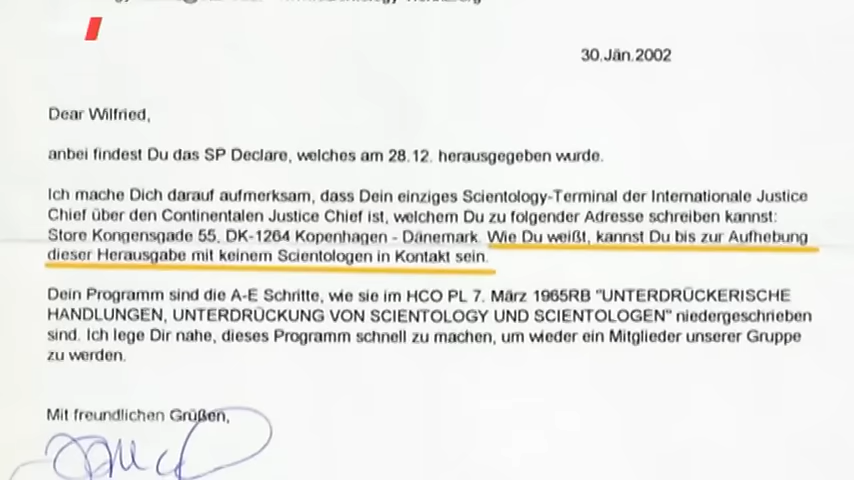 30.Jän.2002
Dear Wilfried,
anbei findest Du das SP Declare, welches am 28.12. herausgegeben wurde.
Ich mache Dich darauf aufmerksam, dass Dein einziges Scientology-Terminal der Internationale Justice
Chief über den Continentalen Justice Chief ist, welchem Du zu folgender Adresse schreiben kannst:
Store Kongensgade 55, DK-1264 Kopenhagen - Dänemark. Wie Du weißt, kannst Du bis zur Aufhebung
dieser Herausgabe mit keinem Scientologen in Kontakt sein.
Dein Programm sind die A-E Schritte, wie sie im HCO PL 7. März 1965RB "UNTERDRÜCKERISCHE
HANDLUNGEN, UNTERDRÜCKUNG VON SCIENTOLOGY UND SCIENTOLOGEN" niedergeschrieben
sind. Ich lege Dir nahe, dieses Programm schnell zu machen, um wieder ein Mitglieder unserer Gruppe
zu werden.
Mit freundlichen Grüßen,